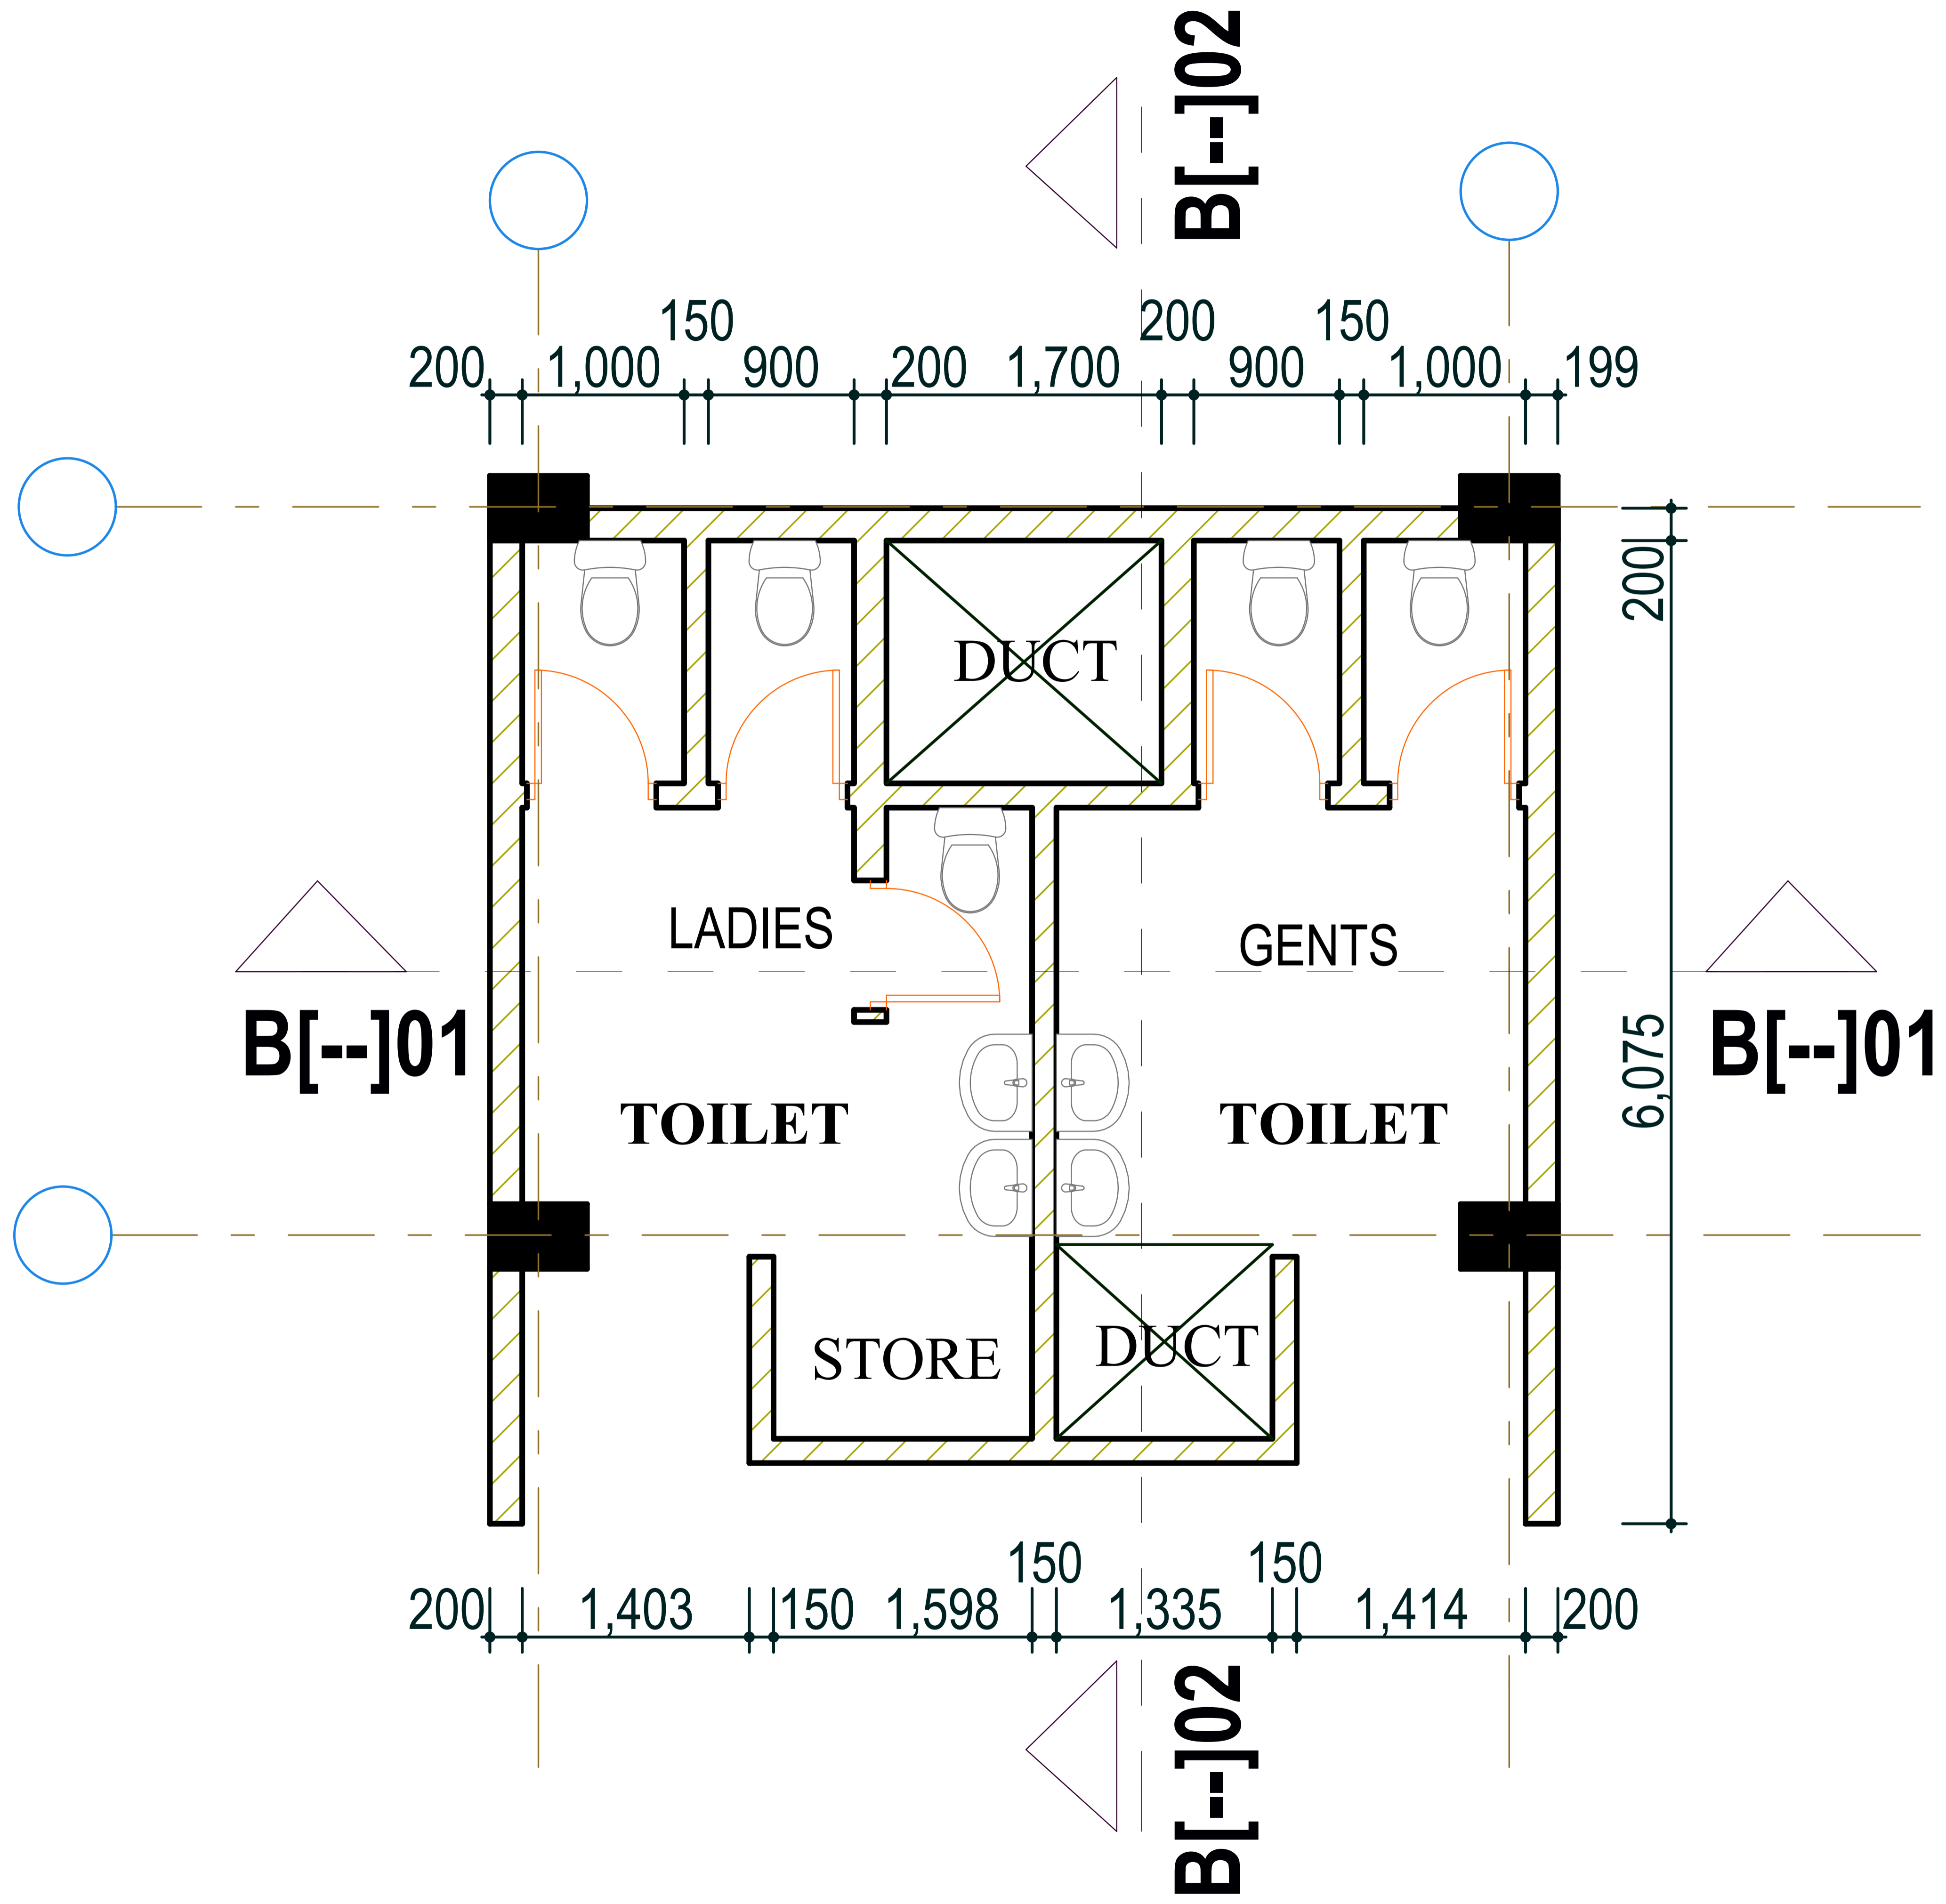 B[--]02
150 200 150
200 1,000 900 200 1,700 900 1,000 199
200
DUCT
LADIES GENTS
B[--]01 B[--]01
6,075
TOILET TOILET
STORE DUCT
150 150
200 1,403 150 1,598 1,335 1,414 200
B[--]02